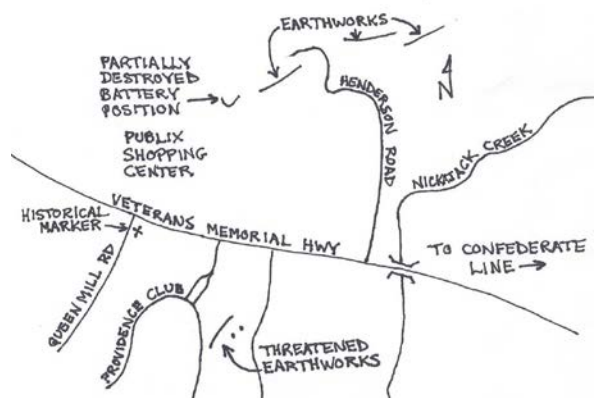 EARTHWORKS
PARTIALLY
DESTROYED
BATTERY
POSITION
N
HENDERSON ROAD
PUBLIX
SHOPPING
CENTER
NICKAJACK CREEK
HISTORICAL
MARKER
VETERANS MEMORIAL HWY
TO CONFEDERATE
LINE
QUEEN MILL RD
PROVIDENCE CLUB
THREATENED
EARTHWORKS